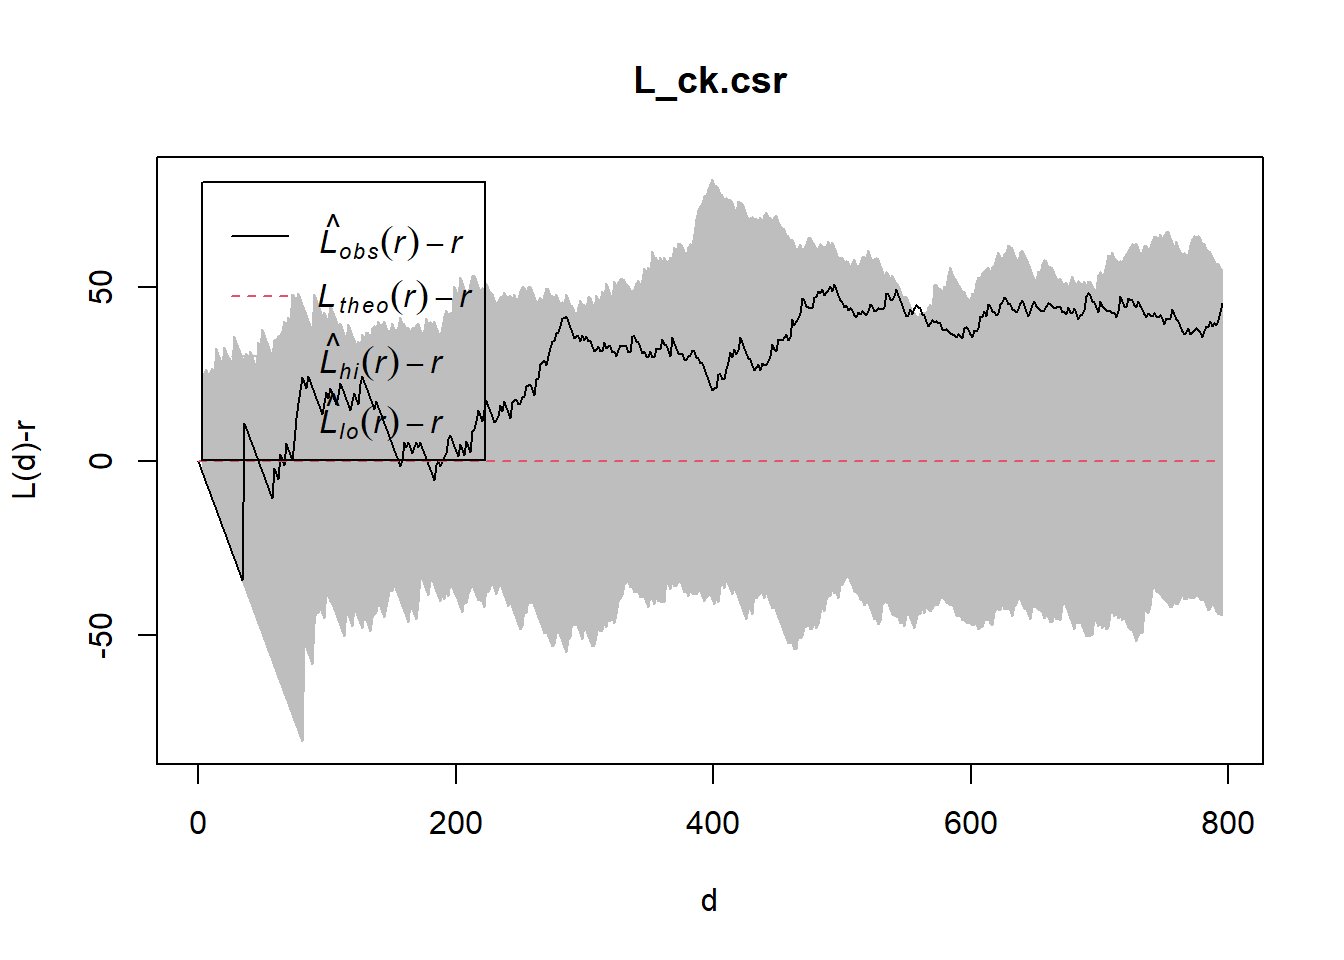 L_ck.csr
L̂obs(r) – r
Ltheo(r) – r
L̂hi(r) – r
L̂lo(r) – r
L(d)-r
50
0
-50
0 200 400 600 800
d